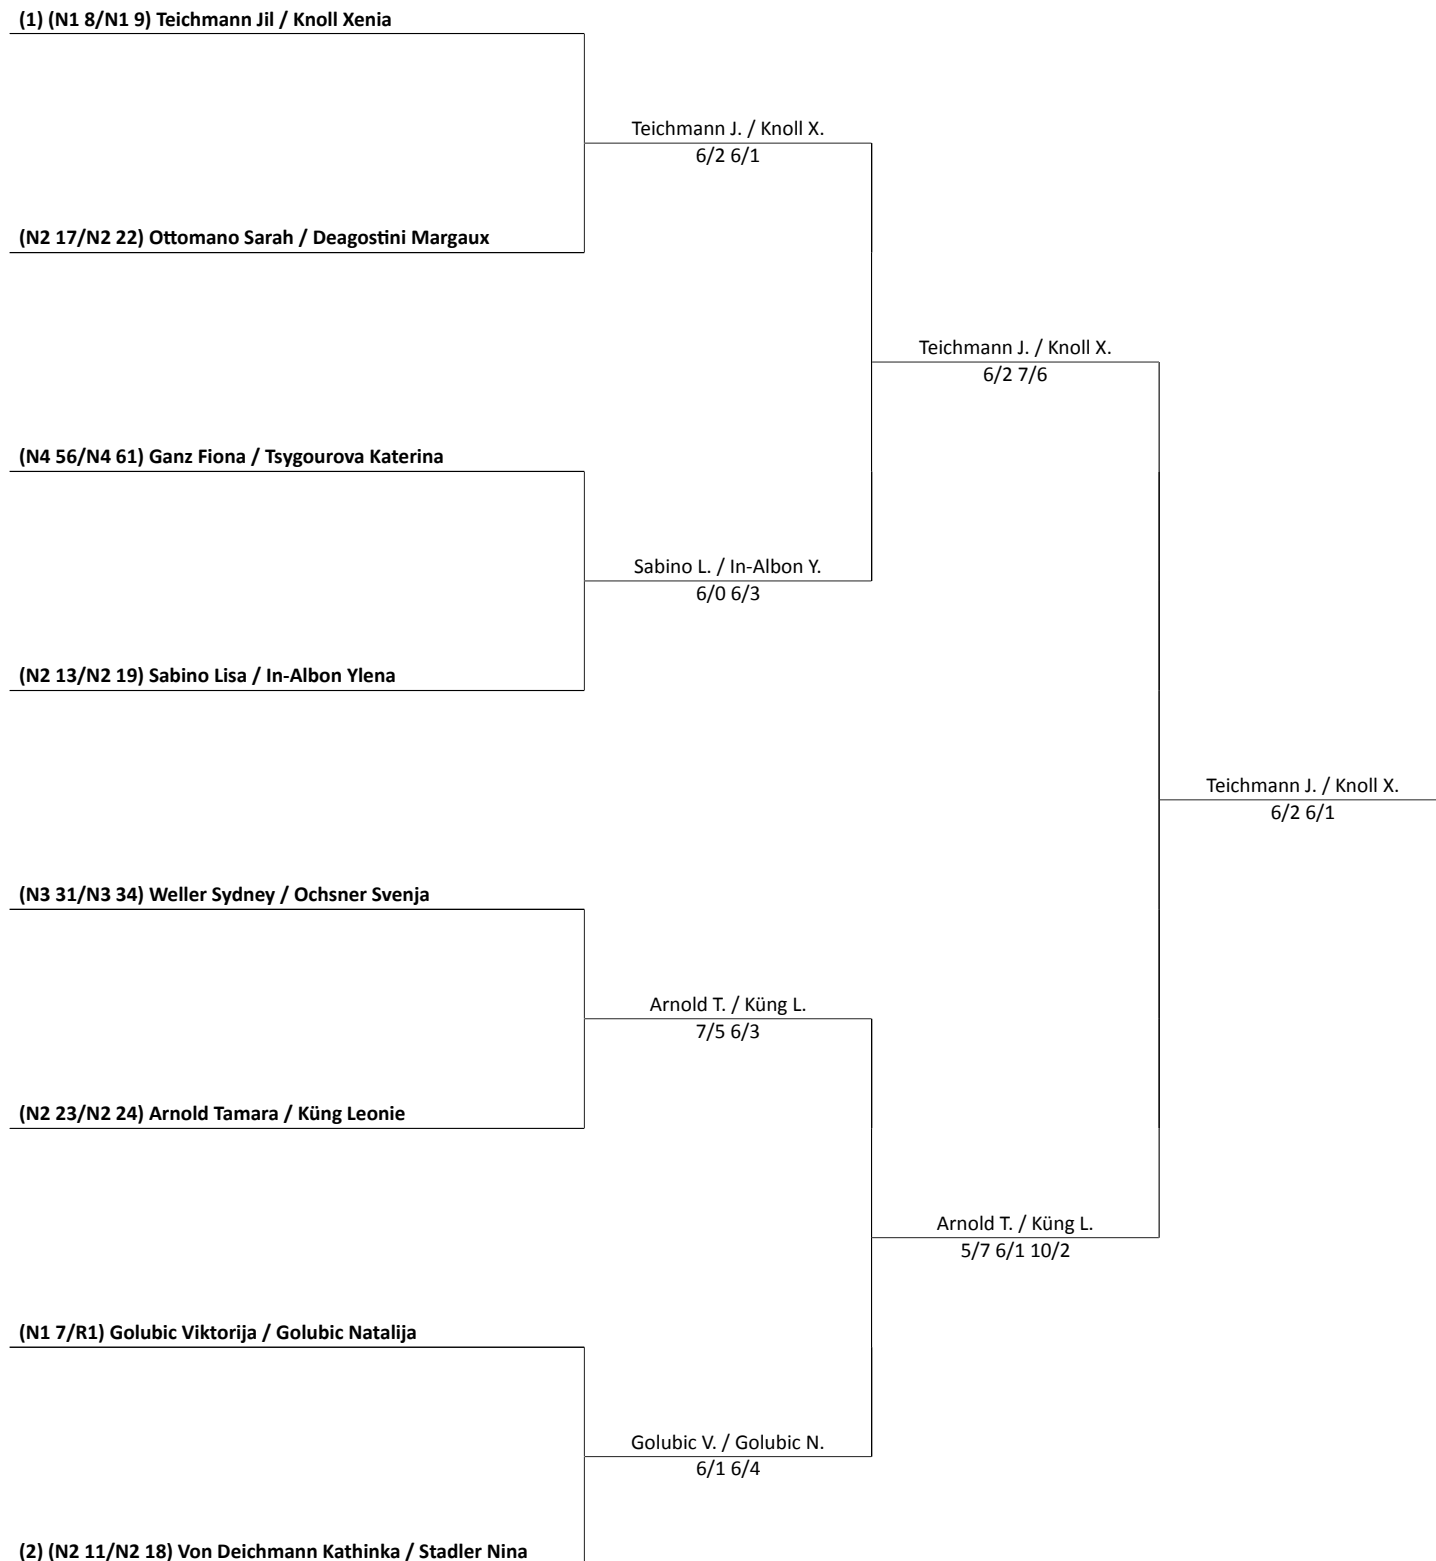 (1) (N1 8/N1 9) Teichmann Jil / Knoll Xenia
Teichmann J. / Knoll X.
6/2 6/1
(N2 17/N2 22) Ottomano Sarah / Deagostini Margaux
Teichmann J. / Knoll X.
6/2 7/6
(N4 56/N4 61) Ganz Fiona / Tsygourova Katerina
Sabino L. / In-Albon Y.
6/0 6/3
(N2 13/N2 19) Sabino Lisa / In-Albon Ylena
Teichmann J. / Knoll X.
6/2 6/1
(N3 31/N3 34) Weller Sydney / Ochsner Svenja
Arnold T. / Küng L.
7/5 6/3
(N2 23/N2 24) Arnold Tamara / Küng Leonie
Arnold T. / Küng L.
5/7 6/1 10/2
(N1 7/R1) Golubic Viktorija / Golubic Natalija
Golubic V. / Golubic N.
6/1 6/4
(2) (N2 11/N2 18) Von Deichmann Kathinka / Stadler Nina